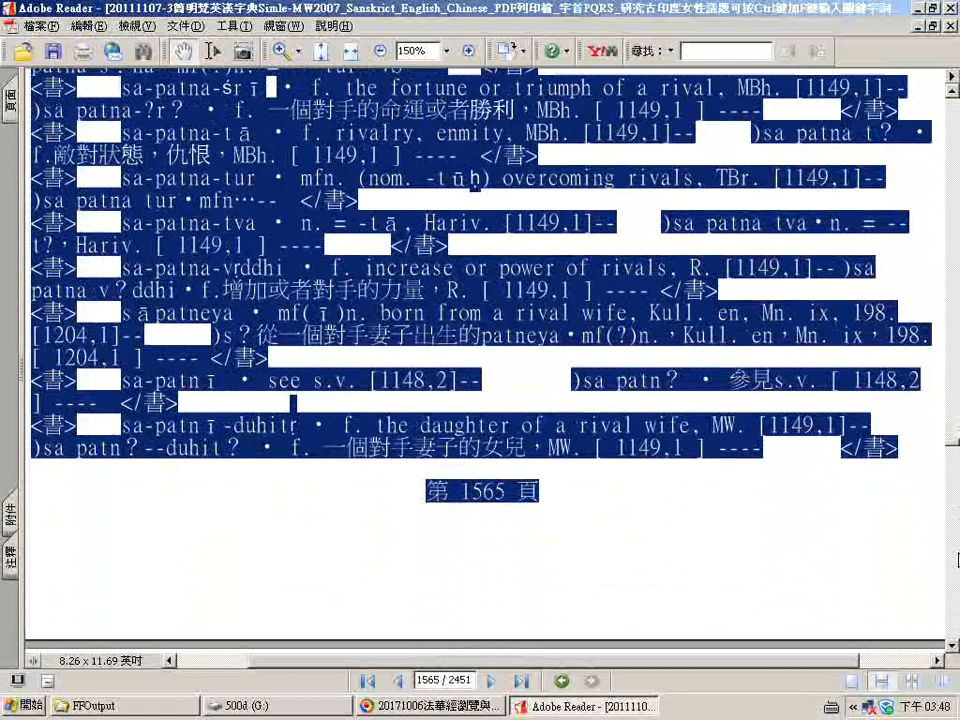 Adobe Reader - [20111107-3簡明梵英漢字典Simle-MW2007_Sanskrict_English_Chinese_PDF列印檔_字首PQRS_研究古印度女性議題可按Ctrl鍵加F鍵輸入關鍵字詞...
檔案(F) 編輯(E) 檢視(V) 文件(D) 工具(T) 視窗(W) 說明(H)
150% Y! 尋找：
頁面
<書> sa-patna-śrī • f. the fortune or triumph of a rival, MBh. [1149,1]--
)sa patna-?r？ • f. 一個對手的命運或者勝利，MBh. [ 1149,1 ] ---- </書>
<書> sa-patna-tā • f. rivalry, enmity, MBh. [1149,1]-- )sa patna t？ •
f.敵對狀態，仇恨，MBh. [ 1149,1 ] ---- </書>
<書> sa-patna-tur • mfn. (nom. -tūḥ) overcoming rivals, TBr. [1149,1]--
)sa patna tur•mfn…-- </書>
<書> sa-patna-tva • n. = -tā, Hariv. [1149,1]-- )sa patna tva•n. = --
t?，Hariv. [ 1149,1 ] ---- </書>
<書> sa-patna-vṛddhi • f. increase or power of rivals, R. [1149,1]-- )sa
patna v？ddhi•f.增加或者對手的力量，R. [ 1149,1 ] ---- </書>
<書> sāpatneya • mf(ī)n. born from a rival wife, Kull. en, Mn. ix, 198.
[1204,1]-- )s？從一個對手妻子出生的patneya•mf(?)n.，Kull. en，Mn. ix，198.
[ 1204,1 ] ---- </書>
<書> sa-patnī • see s.v. [1148,2]-- )sa patn？ • 參見s.v. [ 1148,2
] ---- </書>
<書> sa-patnī-duhitṛ • f. the daughter of a rival wife, MW. [1149,1]--
)sa patn？--duhit？ • f. 一個對手妻子的女兒，MW. [ 1149,1 ] ---- </書>
第 1565 頁
附件
注釋
8.26 x 11.69 英吋
1565 / 2451
開始 FFOutput 500d (G:) 20171006法華經瀏覽與... Adobe Reader - [2011110... 下午 03:48